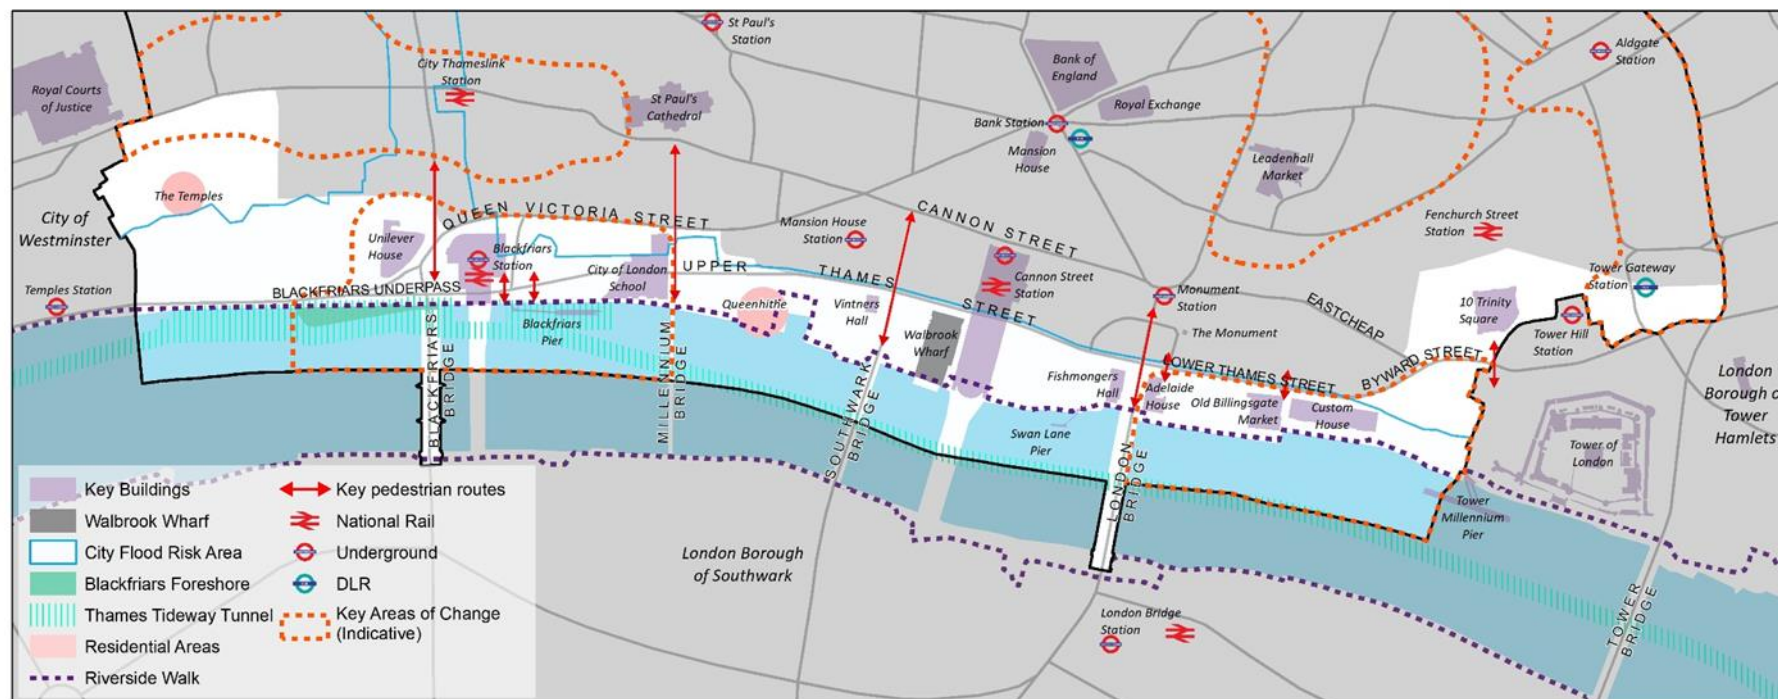 St Paul's
Station
Aldgate
Station
City Thameslink
Station
Bank of
England
Royal Courts
of Justice
St Paul's
Cathedral
Royal Exchange
Bank Station
Mansion
House
Leadenhall
Market
The Temples
City of
Westminster
QUEEN VICTORIA STREET
CANNON STREET
Mansion House
Station
Fenchurch Street
Station
Unilever
House
Blackfriars
Station
City of London
School
UPPER THAMES STREET
Cannon Street
Station
Tower Gateway
Station
Temples Station
BLACKFRIARS UNDERPASS
Queenhithe
Vintners
Hall
Monument
Station
EASTCHEAP
10 Trinity
Square
Blackfriars
Pier
Walbrook
Wharf
The Monument
Tower Hill
Station
BLACKFRIARS
BRIDGE
MILLENNIUM
BRIDGE
SOUTHWARK
BRIDGE
Fishmongers
Hall
LOWER THAMES STREET
BYWARD STREET
Adelaide
House
Old Billingsgate
Market
Custom
House
London
Borough of
Tower
Hamlets
Swan Lane
Pier
Tower of
London
LONDON
BRIDGE
Tower
Millennium
Pier
London Borough
of Southwark
London Bridge
Station
TOWER
BRIDGE
Key Buildings
Walbrook Wharf
City Flood Risk Area
Blackfriars Foreshore
Thames Tideway Tunnel
Residential Areas
Riverside Walk
Key pedestrian routes
National Rail
Underground
DLR
Key Areas of Change
(Indicative)